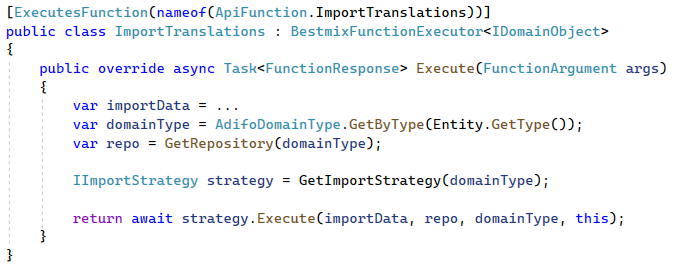 [ExecutesFunction(nameof(ApiFunction.ImportTranslations))]
public class ImportTranslations : BestmixFunctionExecutor<IDomainObject>
{
public override async Task<FunctionResponse> Execute(FunctionArgument args)
{
var importData = ...
var domainType = AdifoDomainType.GetByType(Entity.GetType());
var repo = GetRepository(domainType);
IImportStrategy strategy = GetImportStrategy(domainType);
return await strategy.Execute(importData, repo, domainType, this);
}
}